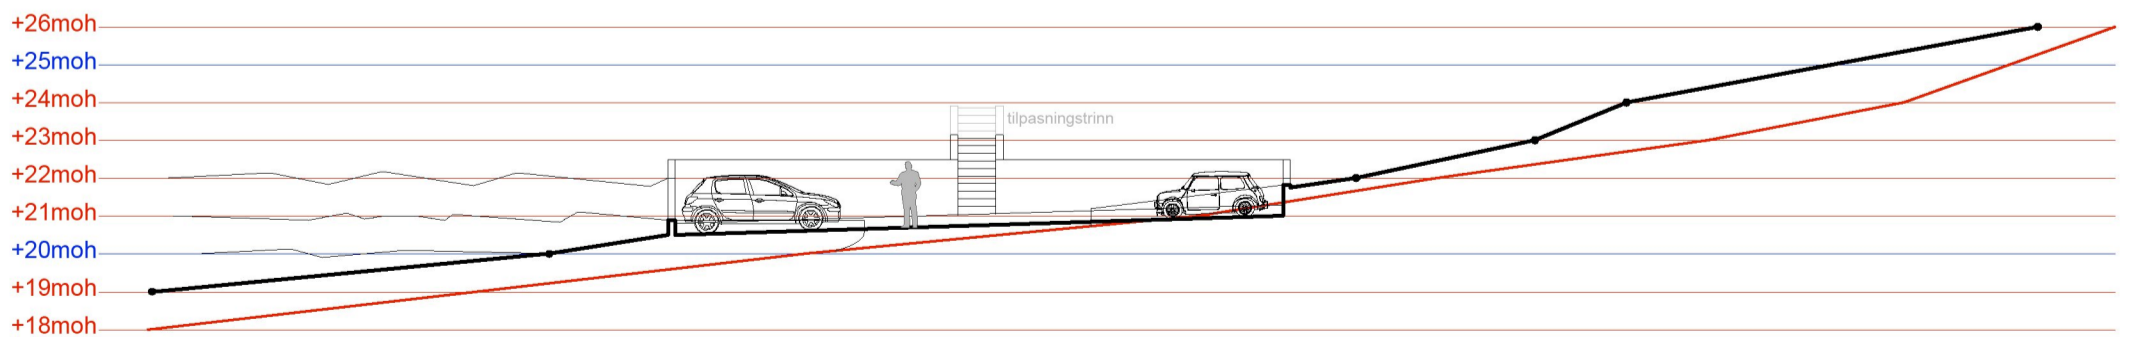 +26moh
+25moh
+24moh
tilpasningstrinn
+23moh
+22moh
+21moh
+20moh
+19moh
+18moh